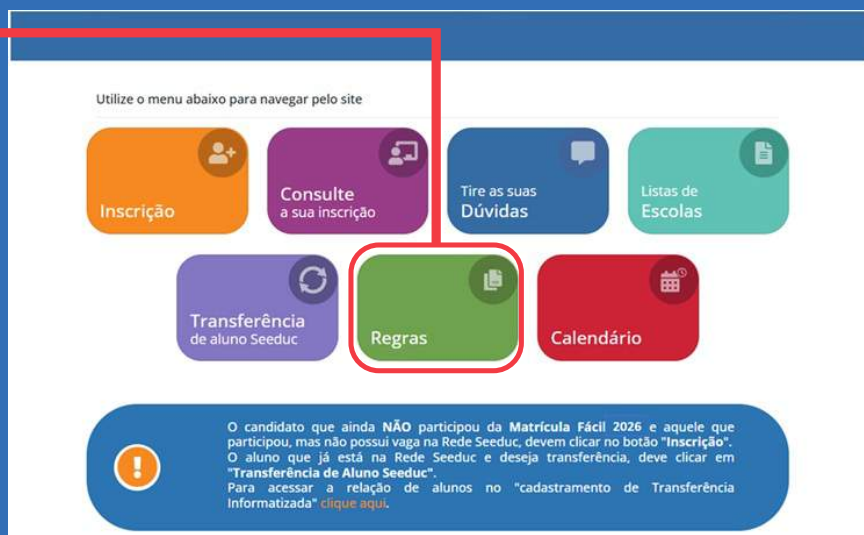 Utilize o menu abaixo para navegar pelo site
Inscrição
Consulte
a sua inscrição
Tire as suas
Dúvidas
Listas de
Escolas
Transferência
de aluno Seeduc
Regras
Calendário
O candidato que ainda NÃO participou da Matrícula Fácil 2026 e aquele que
participou, mas não possui vaga na Rede Seeduc, devem clicar no botão "Inscrição".
O aluno que já está na Rede Seeduc e deseja transferência, deve clicar em
"Transferência de Aluno Seeduc".
Para acessar a relação de alunos no "cadastramento de Transferência
Informatizada" clique aqui.